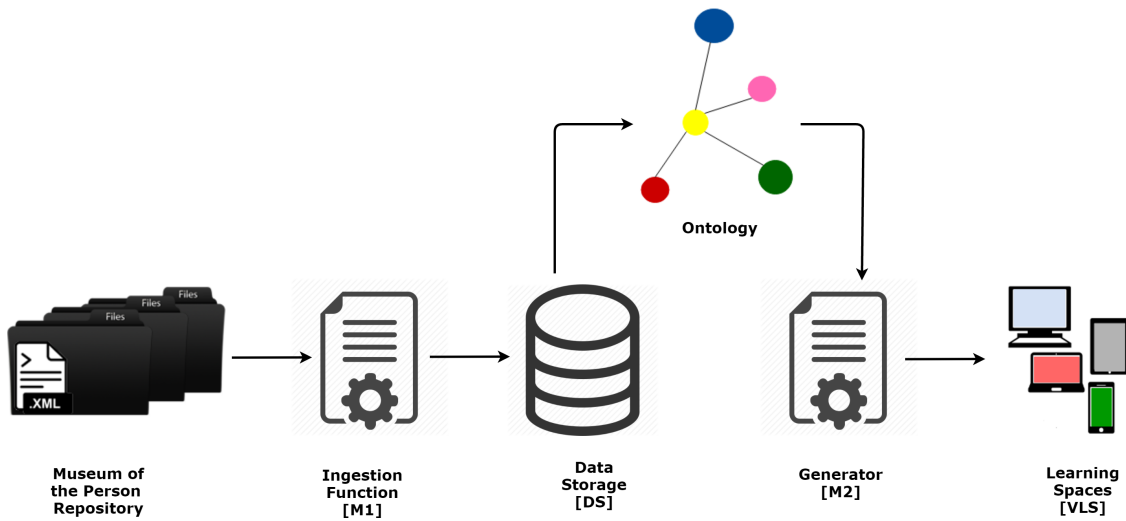 Ontology
Files
Files
Files
.XML
Museum of
the Person
Repository
Ingestion
Function
[M1]
Data
Storage
[DS]
Generator
[M2]
Learning
Spaces
[VLS]